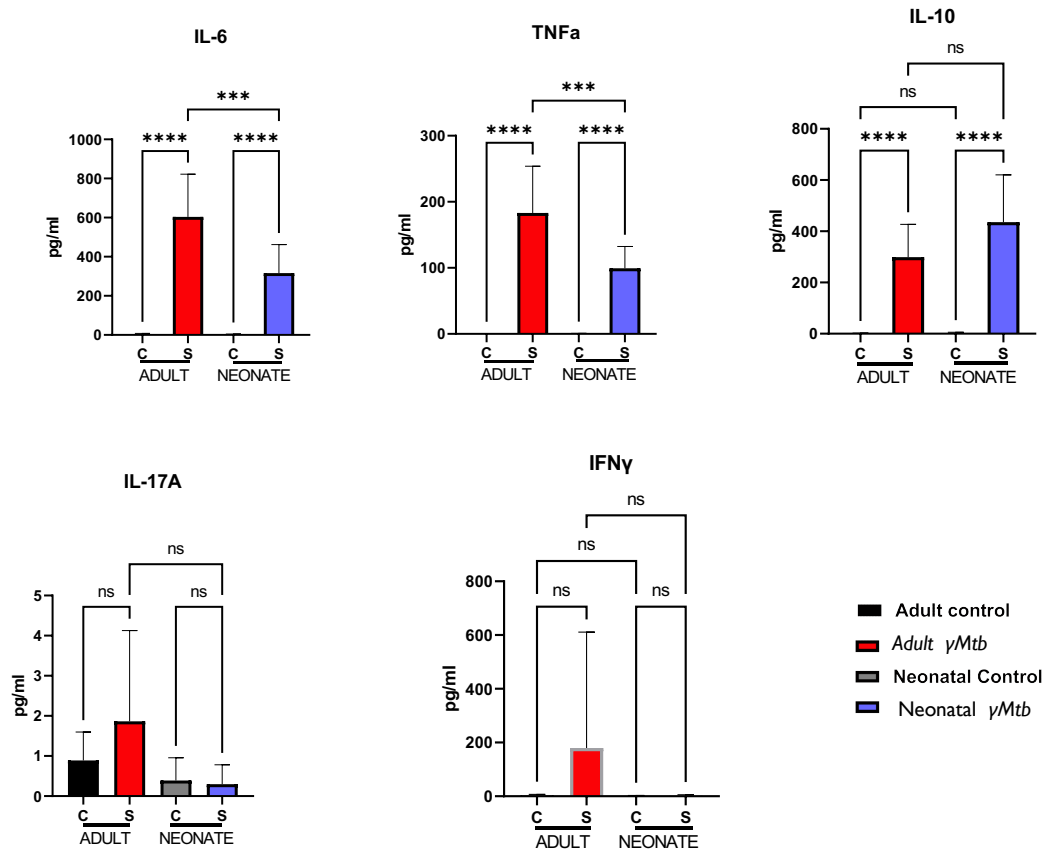 IL-6
***
****
****
1000
800
600
400
200
0
pg/ml
C
S
C
S
ADULT
NEONATE
TNFa
***
****
****
300
200
100
0
pg/ml
C
S
C
S
ADULT
NEONATE
IL-10
ns
ns
****
****
800
600
400
200
0
pg/ml
C
S
C
S
ADULT
NEONATE
IL-17A
ns
ns
ns
5
4
3
2
1
0
pg/ml
C
S
C
S
ADULT
NEONATE
IFNγ
ns
ns
ns
ns
800
600
400
200
0
pg/ml
C
S
C
S
ADULT
NEONATE
Adult control
Adult γMtb
Neonatal Control
Neonatal γMtb